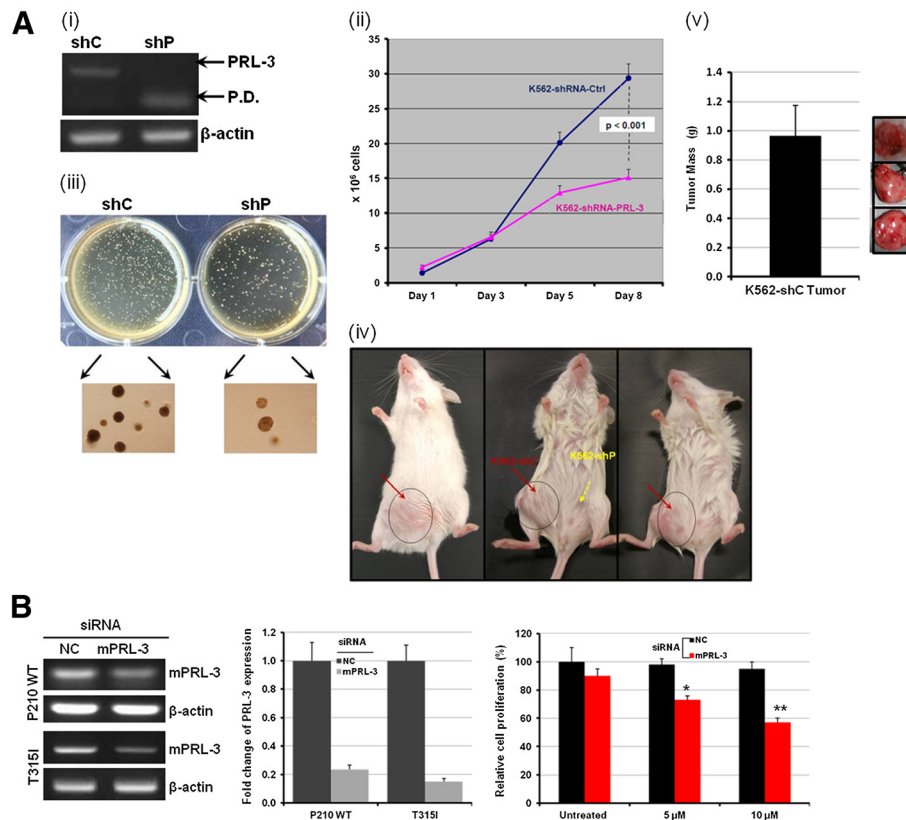 A
(i)
shC
shP
PRL-3
P.D.
β-actin
(ii)
35
30
25
20
15
10
5
0
x 10⁶ cells
K562-shRNA-Ctrl
p < 0.001
K562-shRNA-PRL-3
Day 1
Day 3
Day 5
Day 8
(v)
1.4
1.2
1.0
0.8
0.6
0.4
0.2
0.0
Tumor Mass (g)
K562-shC Tumor
(iii)
shC
shP
(iv)
K562-shC
K562-shP
B
siRNA
NC
mPRL-3
P210 WT
mPRL-3
β-actin
T315I
mPRL-3
β-actin
Fold change of PRL-3 expression
1.2
1.0
0.8
0.6
0.4
0.2
0.0
siRNA
NC
mPRL-3
P210 WT
T315I
Relative cell proliferation (%)
120
100
80
60
40
20
0
siRNA
NC
mPRL-3
*
**
Untreated
5 µM
10 µM